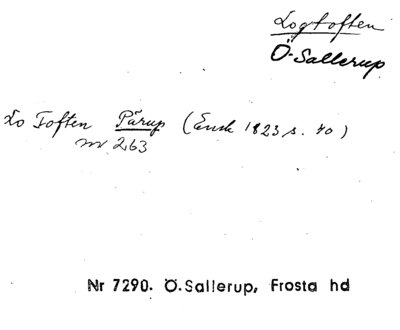 Logtoften
Ö-Sallerup
Lo Toften Pärup (Ensk 1823 s. 40)
nr 263
Nr 7290. Ö.Sallerup, Frosta hd